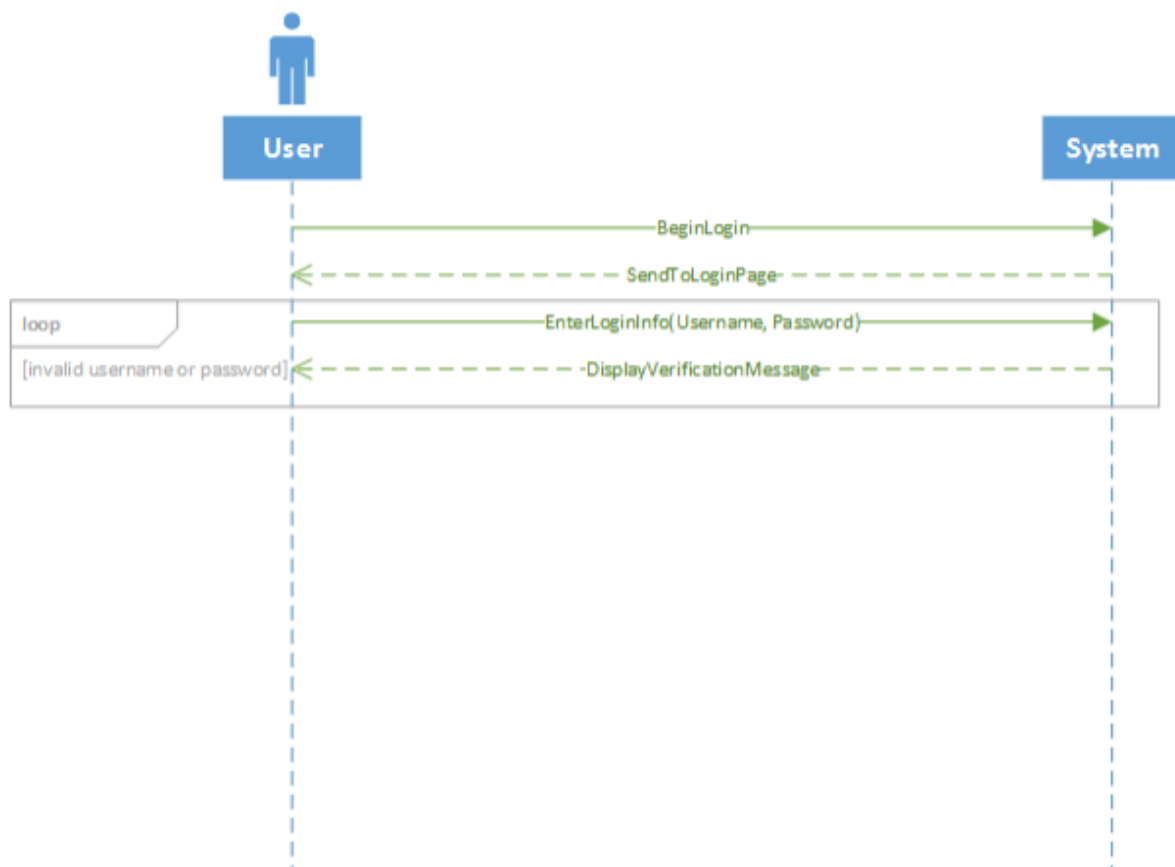 User
System
BeginLogin
SendToLoginPage
loop
EnterLoginInfo(Username, Password)
[invalid username or password]
DisplayVerificationMessage